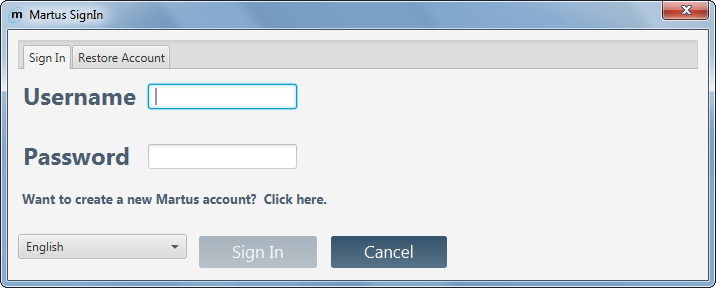 m Martus SignIn
Sign In Restore Account
Username
Password
Want to create a new Martus account? Click here.
English Sign In Cancel